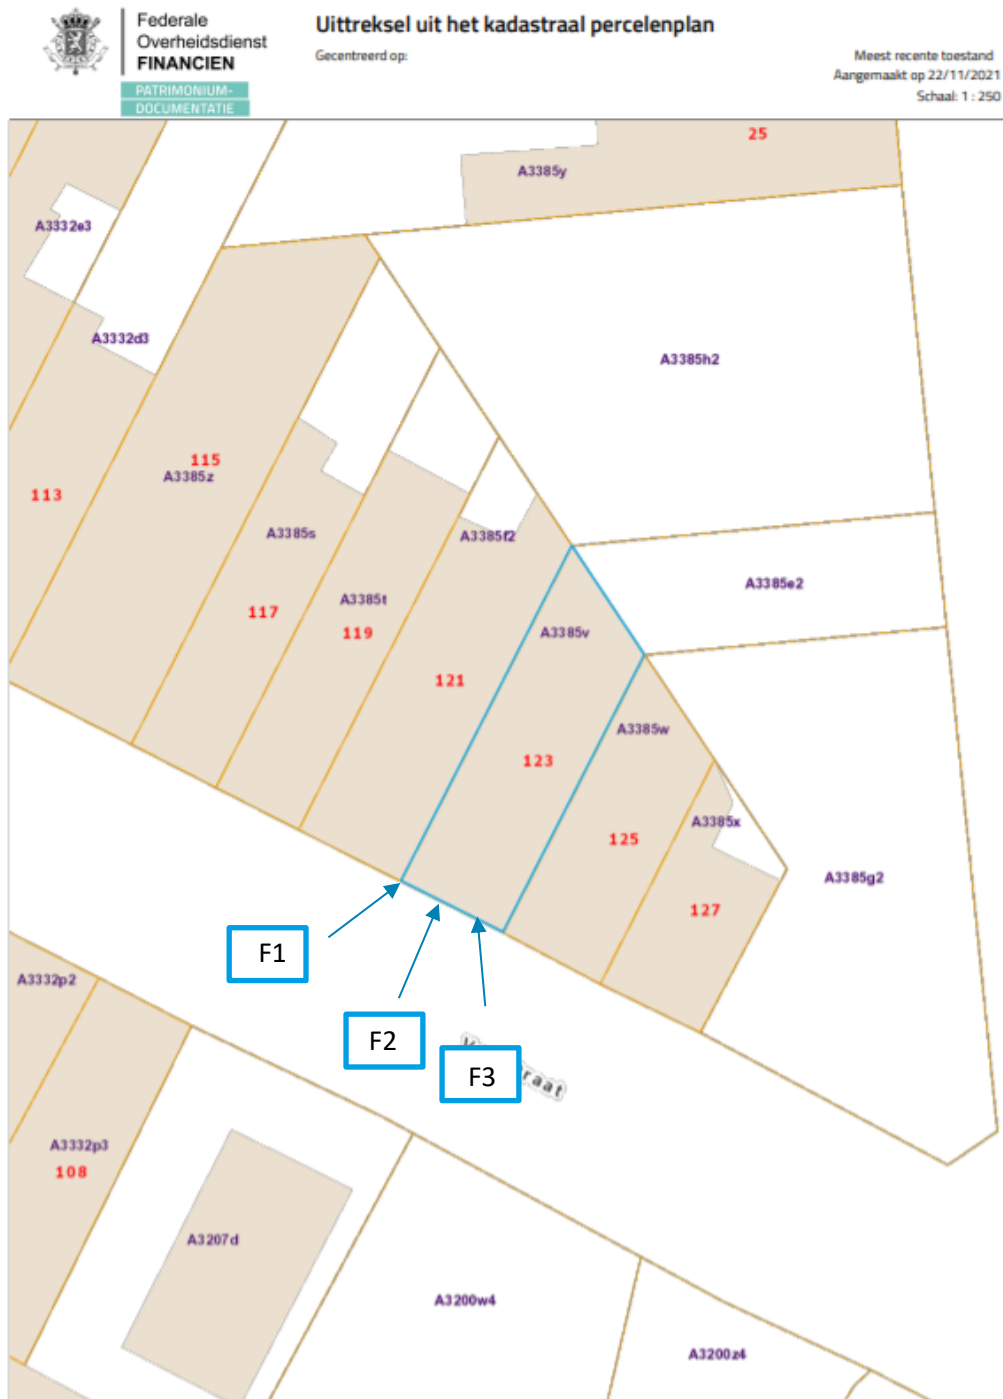 Federale
Overheidsdienst
FINANCIEN
PATRIMONIUM-
DOCUMENTATIE
Uittreksel uit het kadastraal percelenplan
Gecentreerd op:
Meest recente toestand
Aangemaakt op 22/11/2021
Schaal: 1 : 250
25
A3385y
A3332e3
A3332d3
A3385h2
115
A3385z
113
A3385s
A3385f2
A3385e2
117
A3385t
119
A3385v
121
A3385w
123
A3385x
125
A3385g2
127
F1
A3332p2
F2
F3
A3332p3
108
A3207d
A3200w4
A3200z4